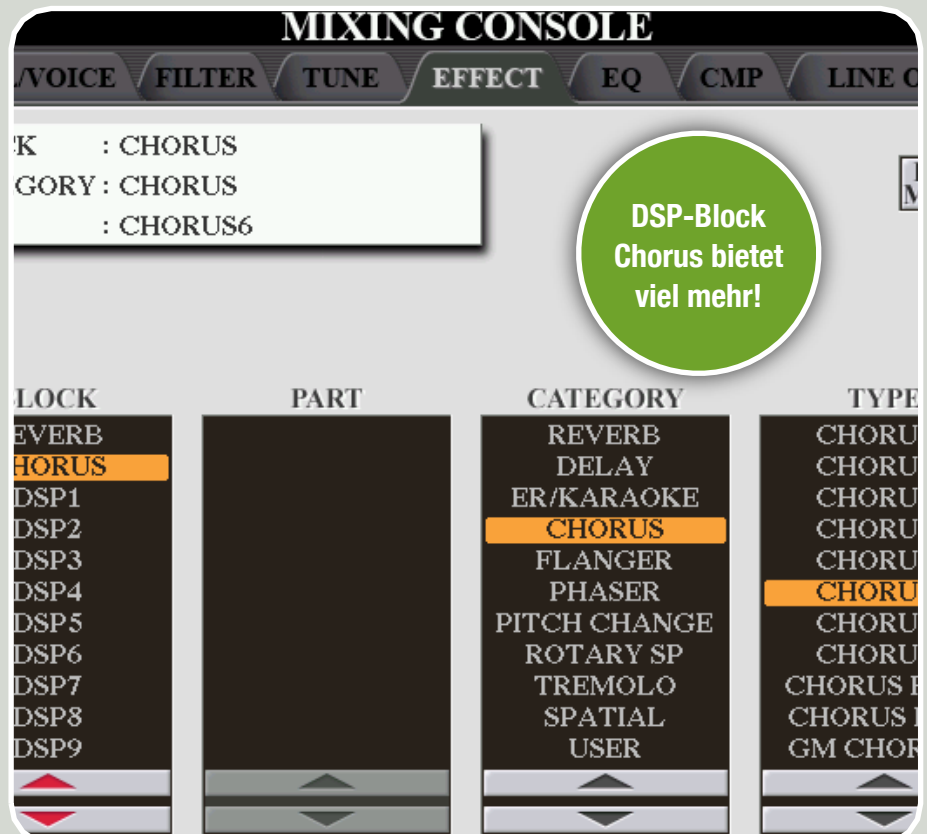 MIXING CONSOLE
/VOICE FILTER TUNE EFFECT EQ CMP LINE
: CHORUS
GORY : CHORUS
: CHORUS6
DSP-Block
Chorus bietet
viel mehr!
LOCK PART CATEGORY TYPE
EVERB REVERB CHORU
HORUS DELAY CHORU
DSP1 ER/KARAOKE CHORU
DSP2 CHORUS CHORU
DSP3 FLANGER CHORU
DSP4 PHASER CHORU
DSP5 PITCH CHANGE CHORU
DSP6 ROTARY SP CHORU
DSP7 TREMOLO CHORUS
DSP8 SPATIAL CHORUS
DSP9 USER GM CHOR